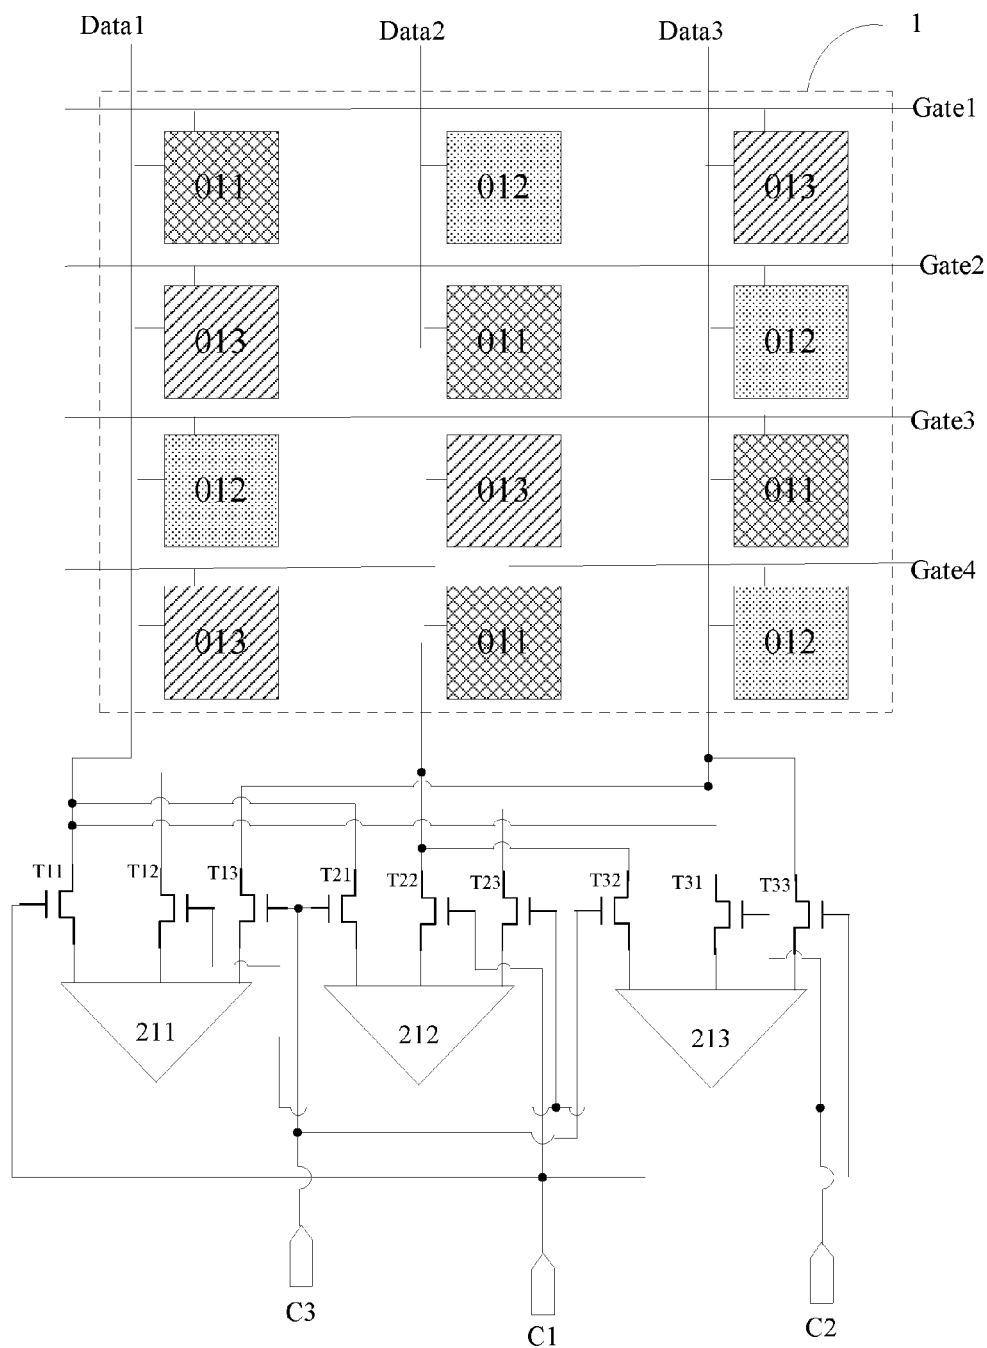 Data1 Data2 Data3 1
Gate1
011 012 013
Gate2
013 011 012
Gate3
012 013 011
Gate4
013 011 012
T11 T12 T13 T21 T22 T23 T32 T31 T33
211 212 213
C3 C1 C2